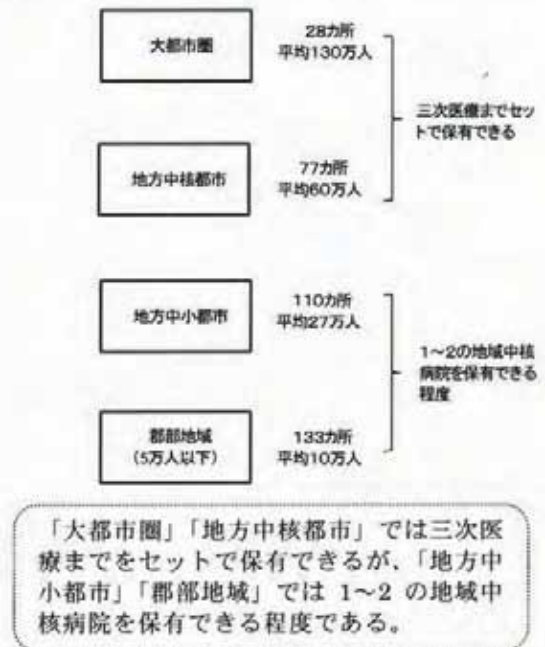 大都市圏
28カ所
平均130万人
三次医療までセッ
トで保有できる
地方中核都市
77カ所
平均60万人
地方中小都市
110カ所
平均27万人
1〜2の地域中核
病院を保有できる
程度
郡部地域
(5万人以下)
133カ所
平均10万人
「大都市圏」「地方中核都市」では三次医
療までをセットで保有できるが、「地方中
小都市」「郡部地域」では 1〜2 の地域中
核病院を保有できる程度である。